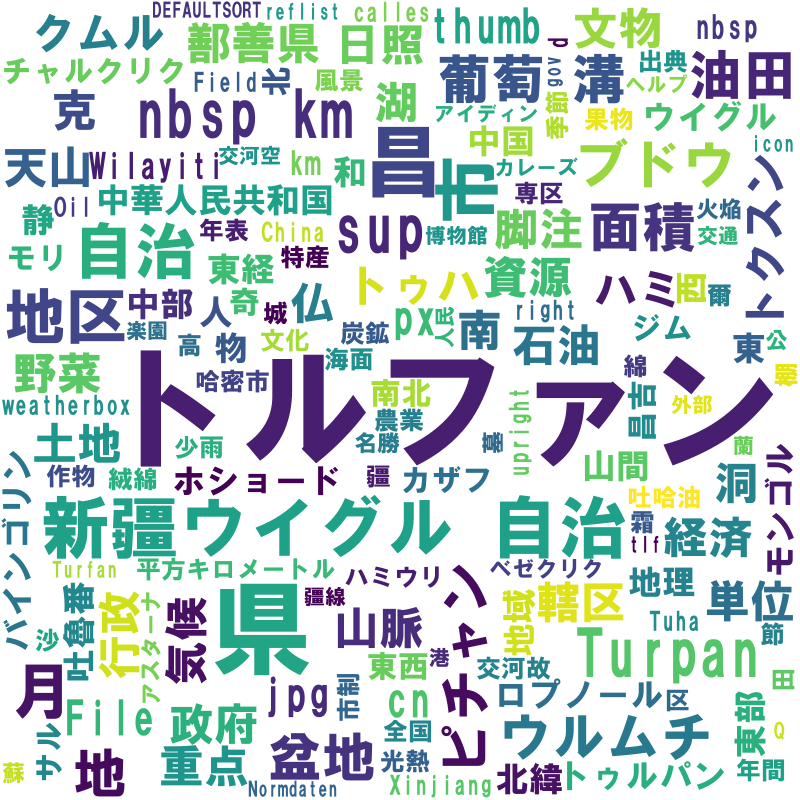 DEFAULTSORT
reflist
calles
thumb
文物
nbsp
クムル
鄯善県
日照
チャルクリク
Field
北
風景
葡萄
溝
gov
p
出典
ヘルプ
油田
克
nbsp
km
湖
アイディン
季節
果物
ウイグル
icon
天山
Wilayiti
交河空
km
和
昌
市
中国
カレーズ
ブドウ
トクスン
静
Oil
中華人民共和国
専区
火焔
モリ
自治
年表
China
sup
博物館
脚注
面積
交通
東経
特産
トゥハ
資源
ハミ
西
爾
地区
中部
奇
城
仏
人
楽園
高
物
文化
炭鉱
海面
px
人民
南
right
石油
ジム
東
公
野菜
トルファン
哈密市
南北
綿
昌吉
外部
weatherbox
土地
少雨
農業
名勝
墓
upright
山間
蘭
作物
絨綿
ホショード
疆
カザフ
吐哈油
洞
モンゴル
バインゴリン
新疆ウイグル
自治
霜
tlf
経済
Turfan
平方キロメートル
ハミウリ
ベゼクリク
地理
単位
吐魯番
行政
アスターナ
気候
県
疆線
山脈
ピチャン
地域
轄区
Tuha
節
沙
月
東西
港
交河故
Turpan
田
サル
File
jpg
市制
cn
ロプノール
区
東部
Q
地
政府
重点
盆地
全国
光熱
ウルムチ
蘇
Normdaten
Xinjiang
北緯
トゥルパン
年間